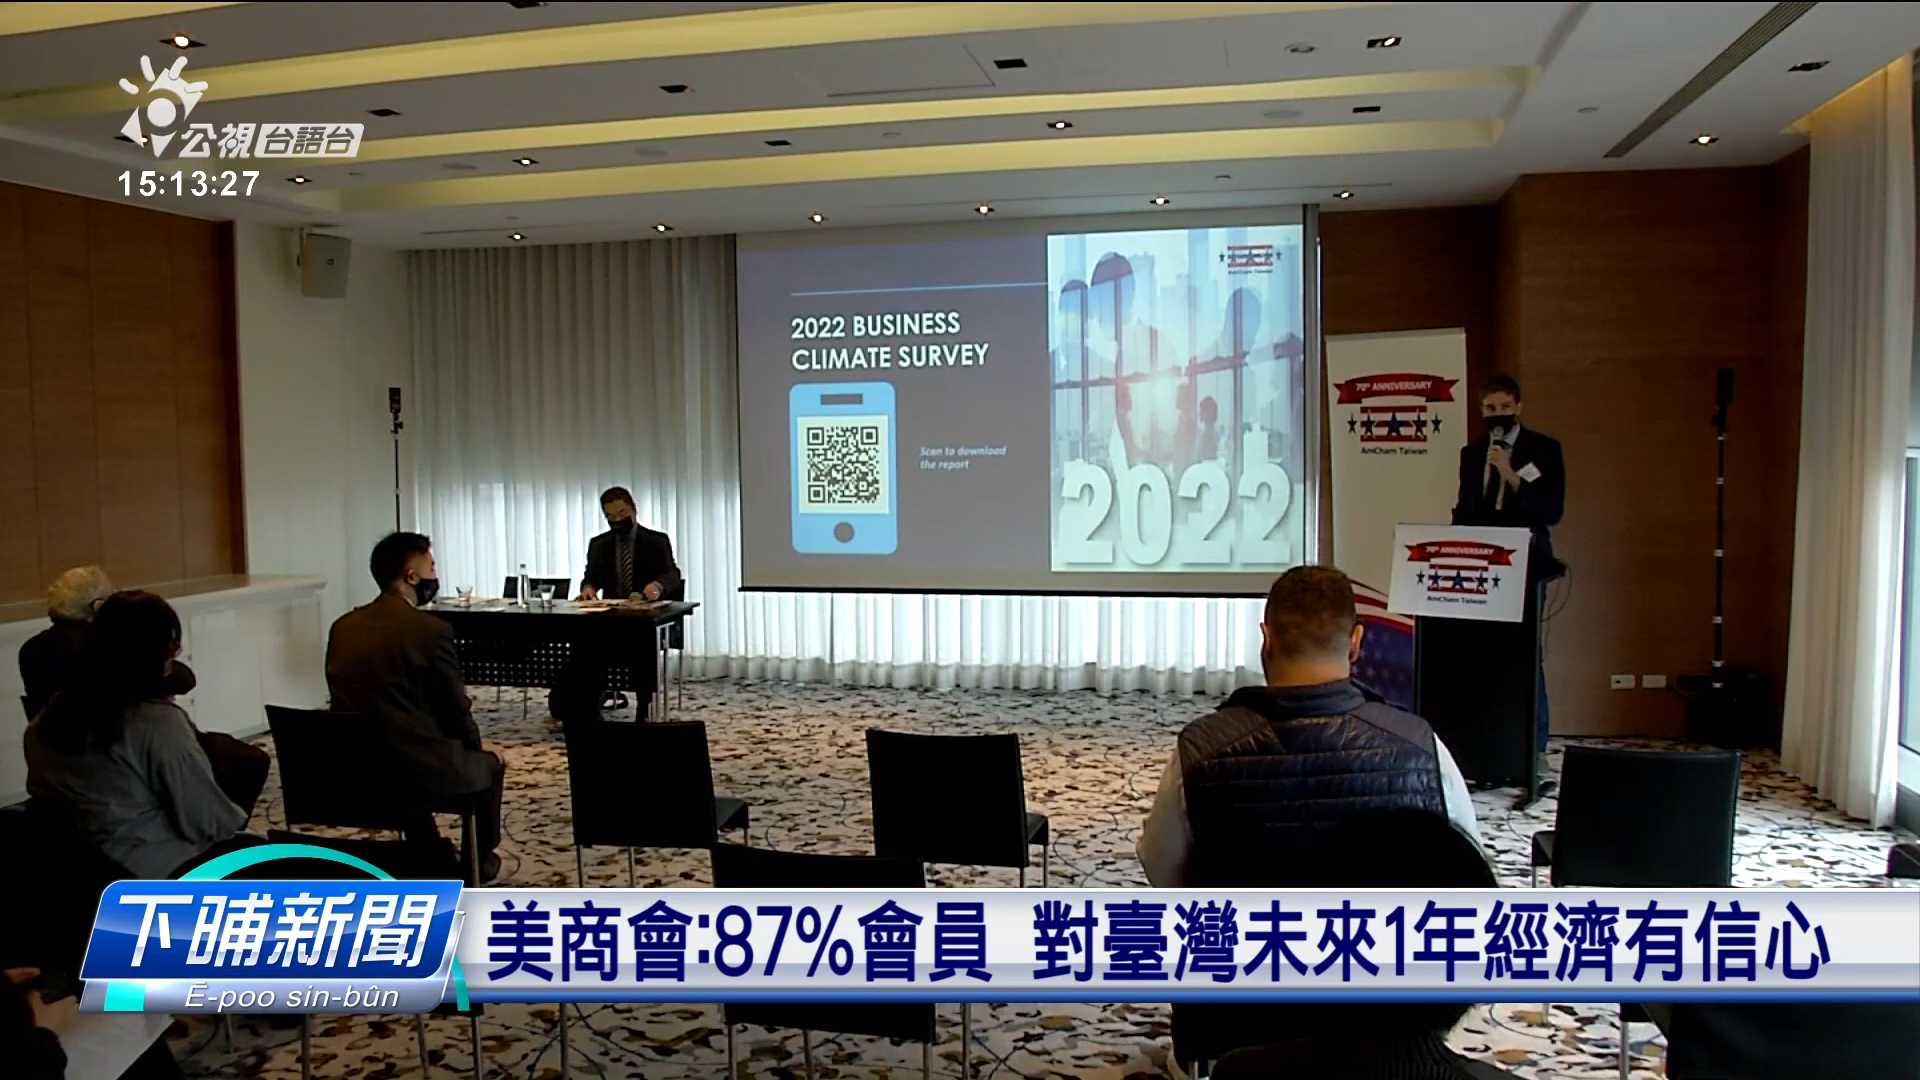 公視台語台
15:13:27
AmCham Taiwan
2022 BUSINESS
CLIMATE SURVEY
Scan to download
the report
2022
70th ANNIVERSARY
AmCham Taiwan
70th ANNIVERSARY
AmCham Taiwan
下晡新聞
Ē-poo sin-bûn
美商會:87%會員 對臺灣未來1年經濟有信心